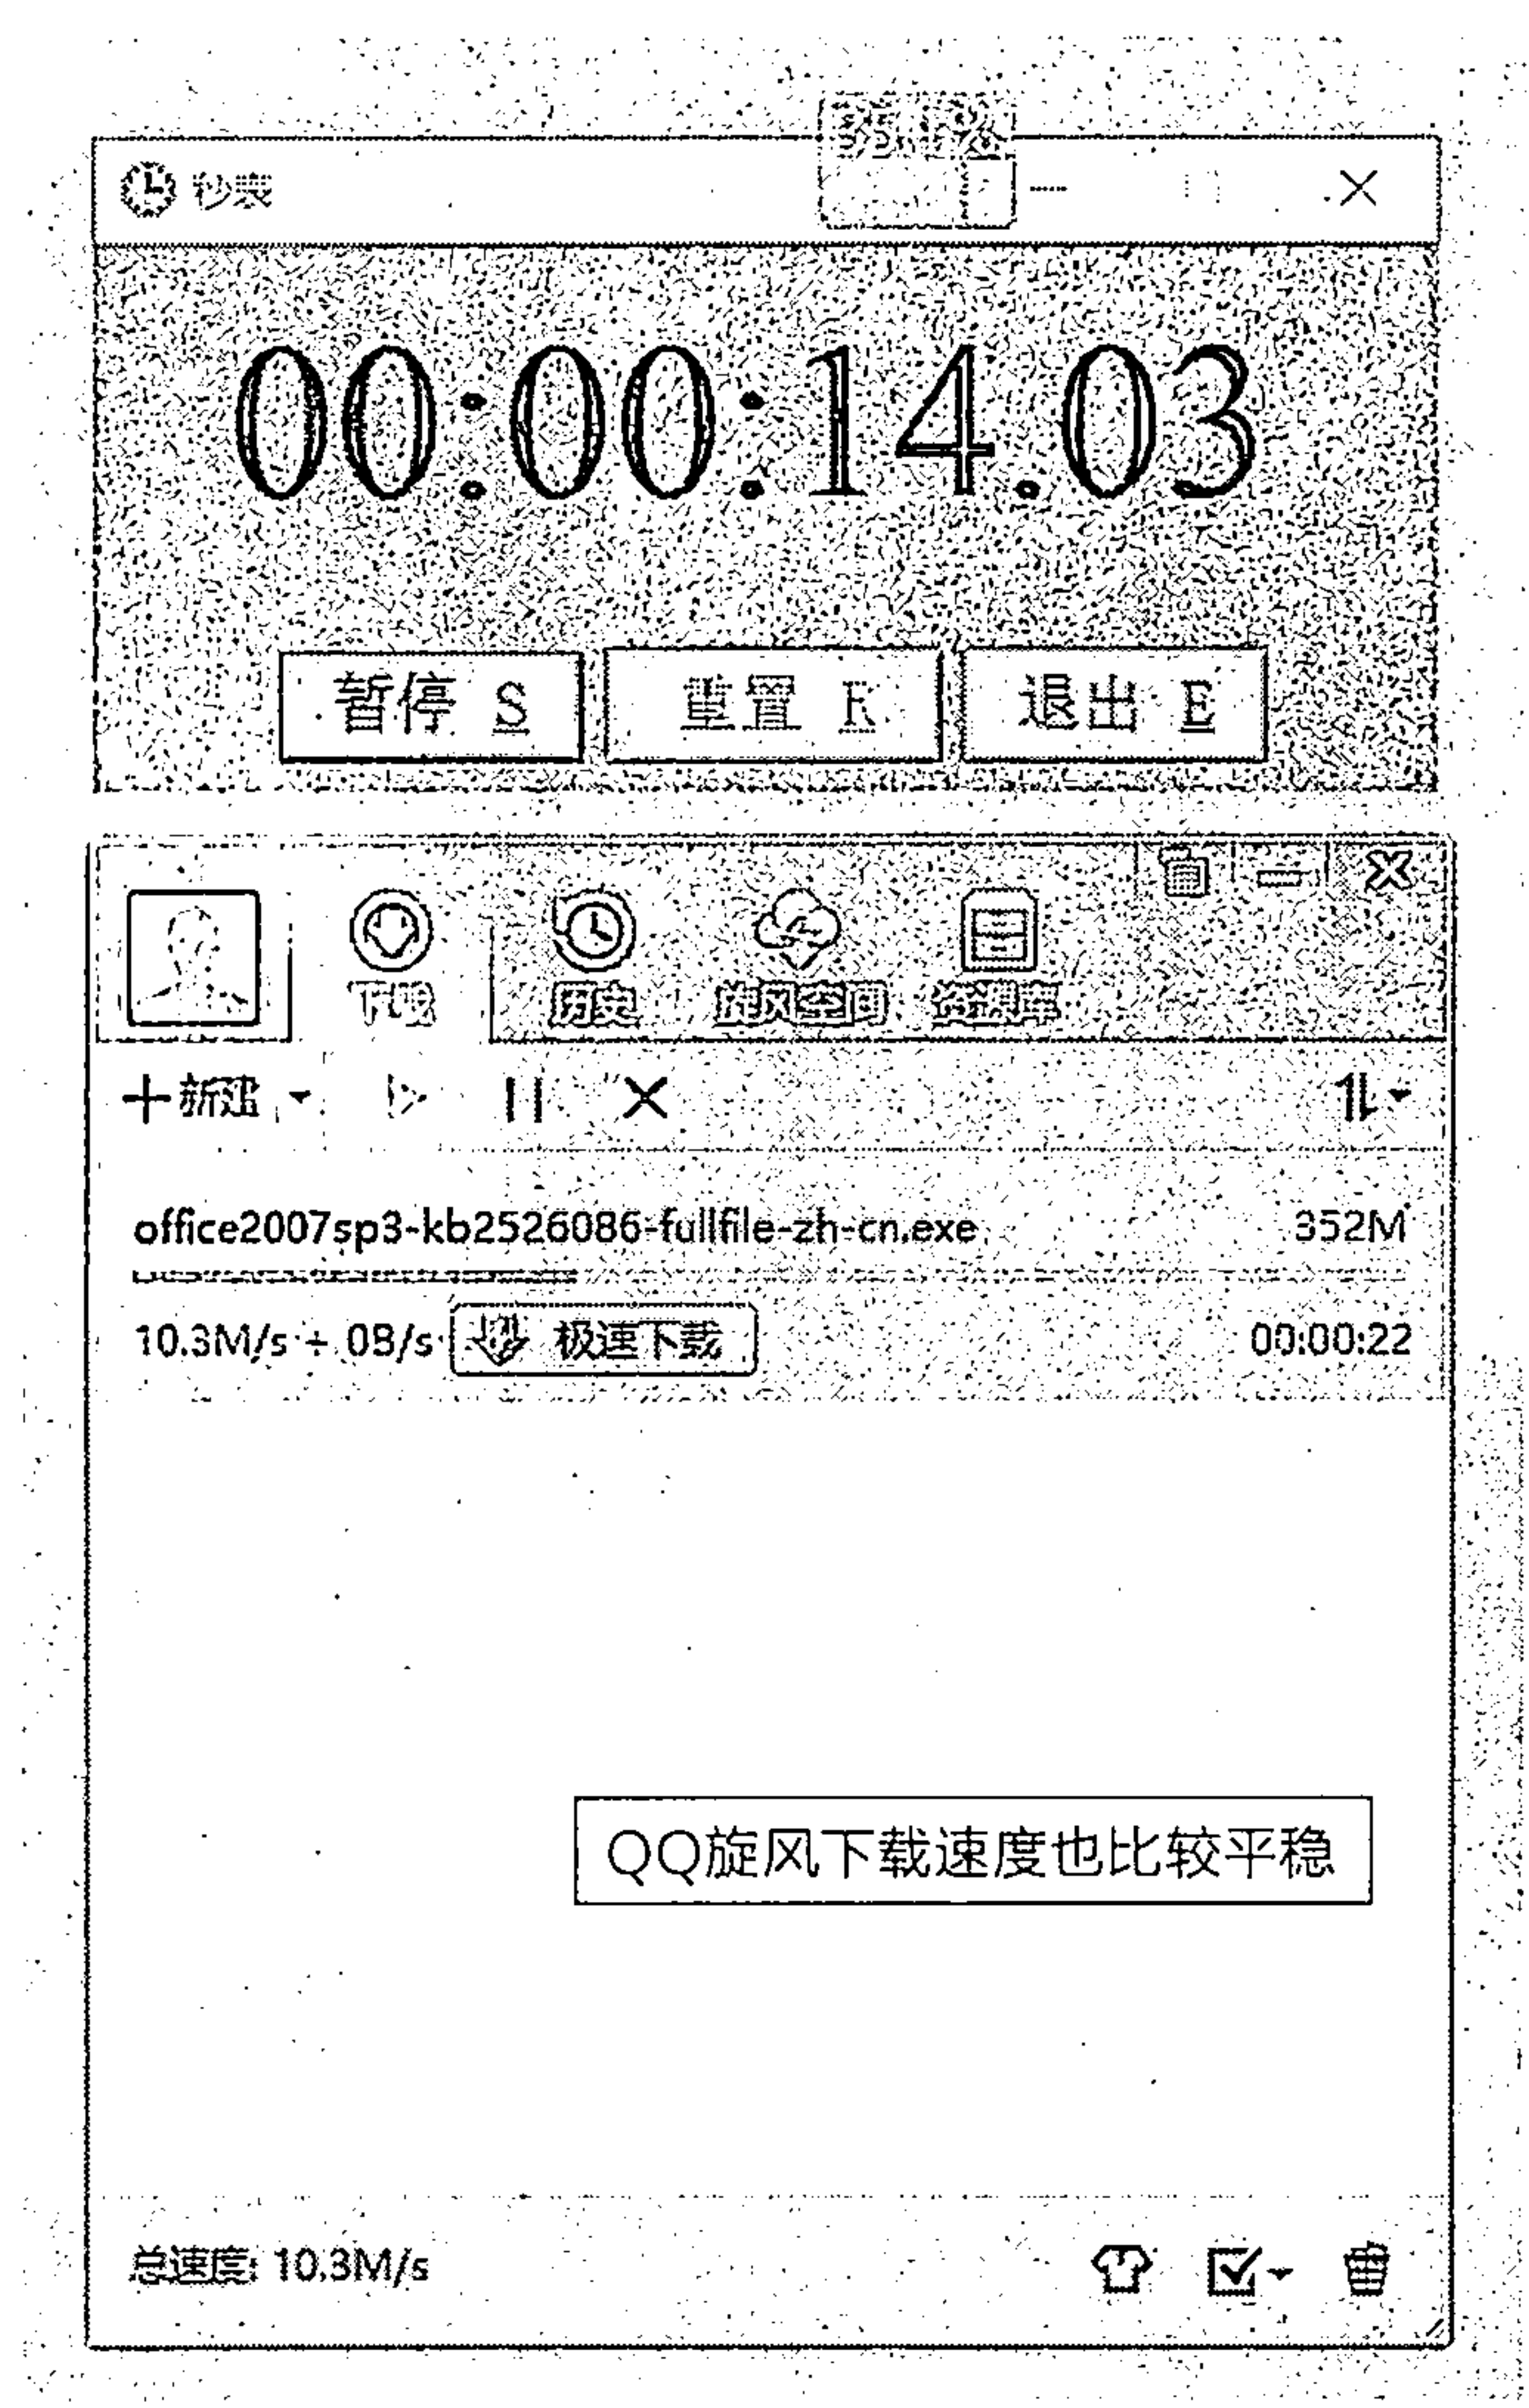 秒表
00:00:14.03
暂停 S 重置 R 退出 E
下载 历史 旋风空间 资源库
新建
office2007sp3-kb2526086-fullfile-zh-cn.exe 352M
10.3M/s + 0B/s 极速下载 00:00:22
QQ旋风下载速度也比较平稳
总速度: 10.3M/s